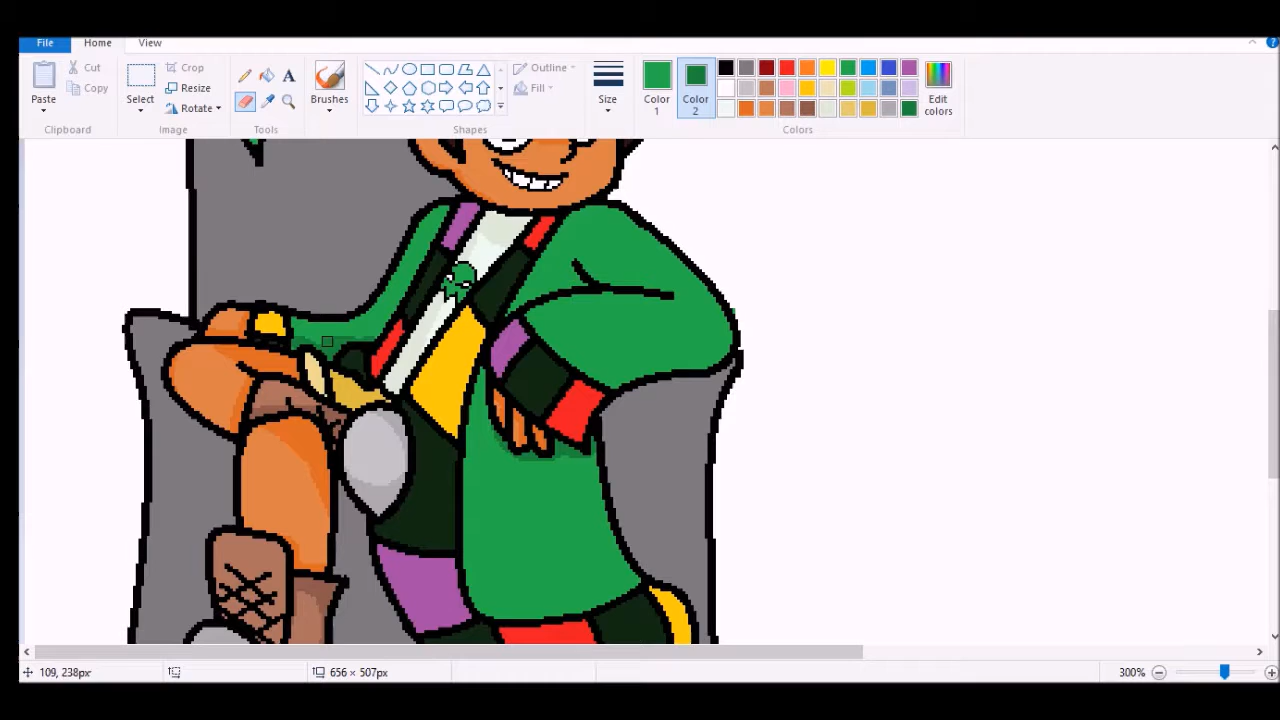 File Home View
Paste
Cut
Copy
Clipboard
Select
Crop
Resize
Rotate
Image
A
Tools
Brushes
Outline
Fill
Shapes
Size
Color 1
Color 2
Edit colors
Colors
109, 238px
656 × 507px
300%